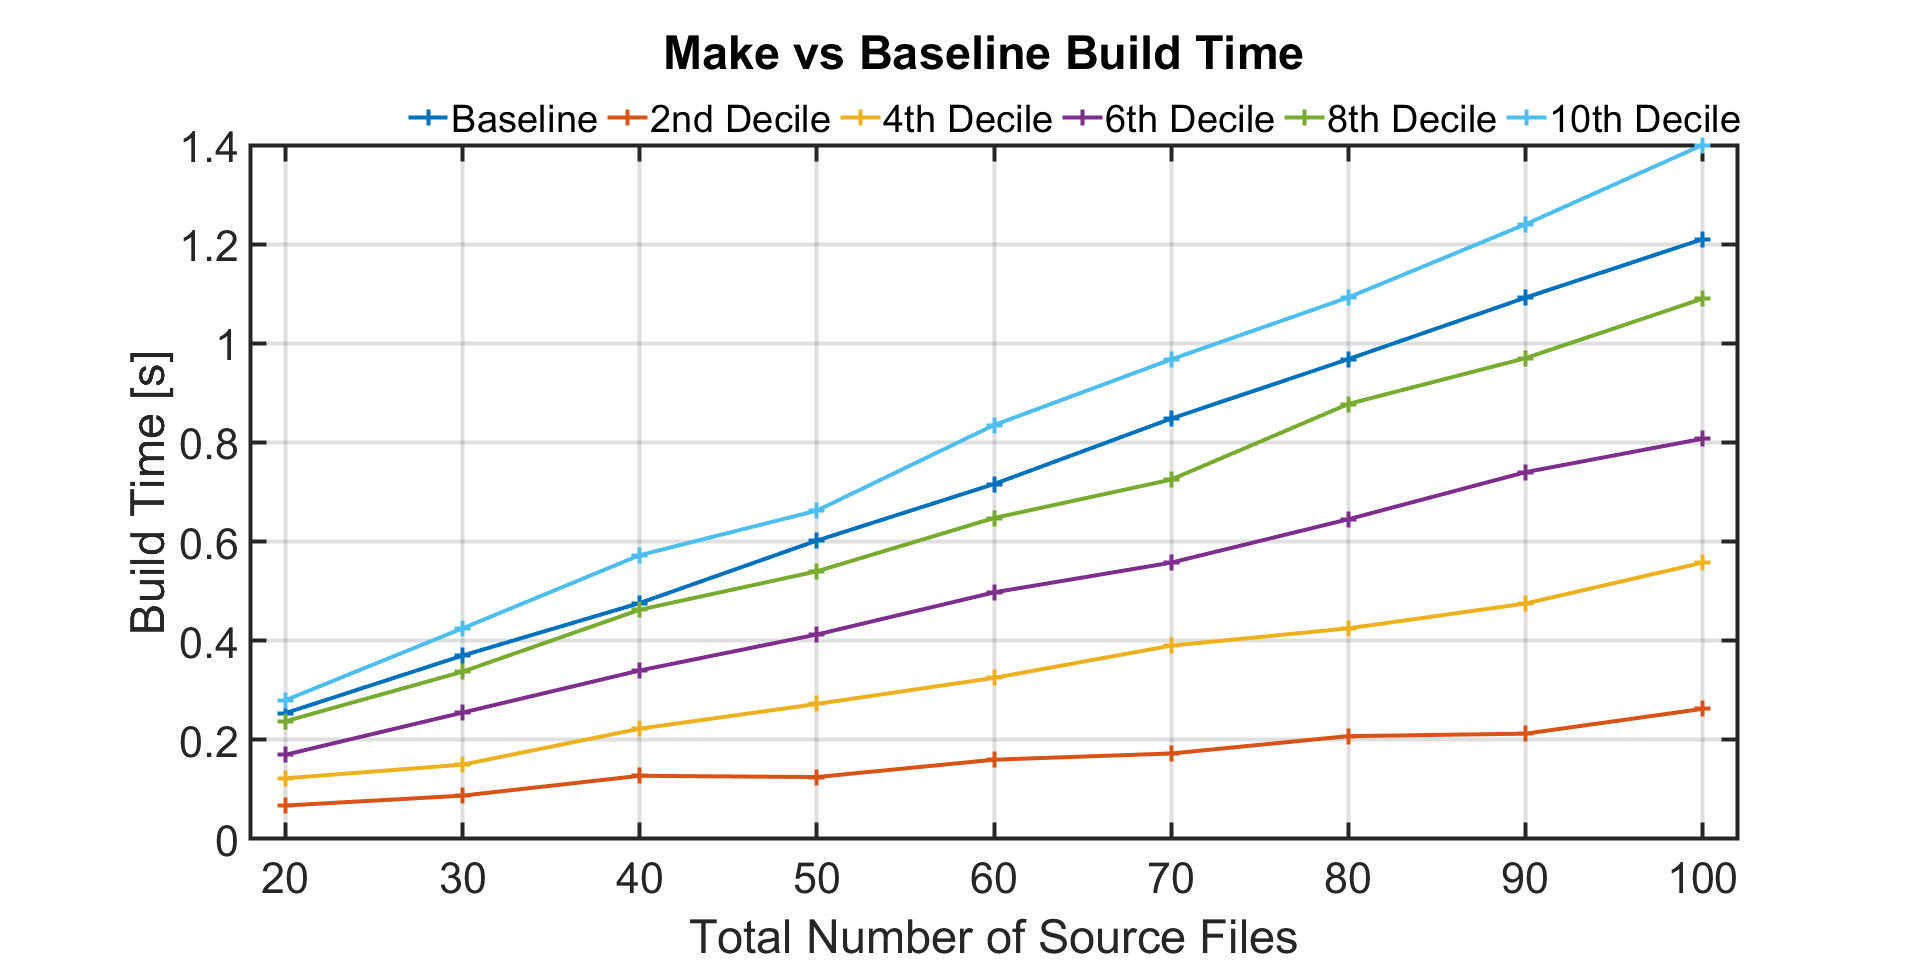 Make vs Baseline Build Time
Baseline 2nd Decile 4th Decile 6th Decile 8th Decile 10th Decile
1.4
1.2
1
0.8
0.6
0.4
0.2
0
Build Time [s]
20 30 40 50 60 70 80 90 100
Total Number of Source Files